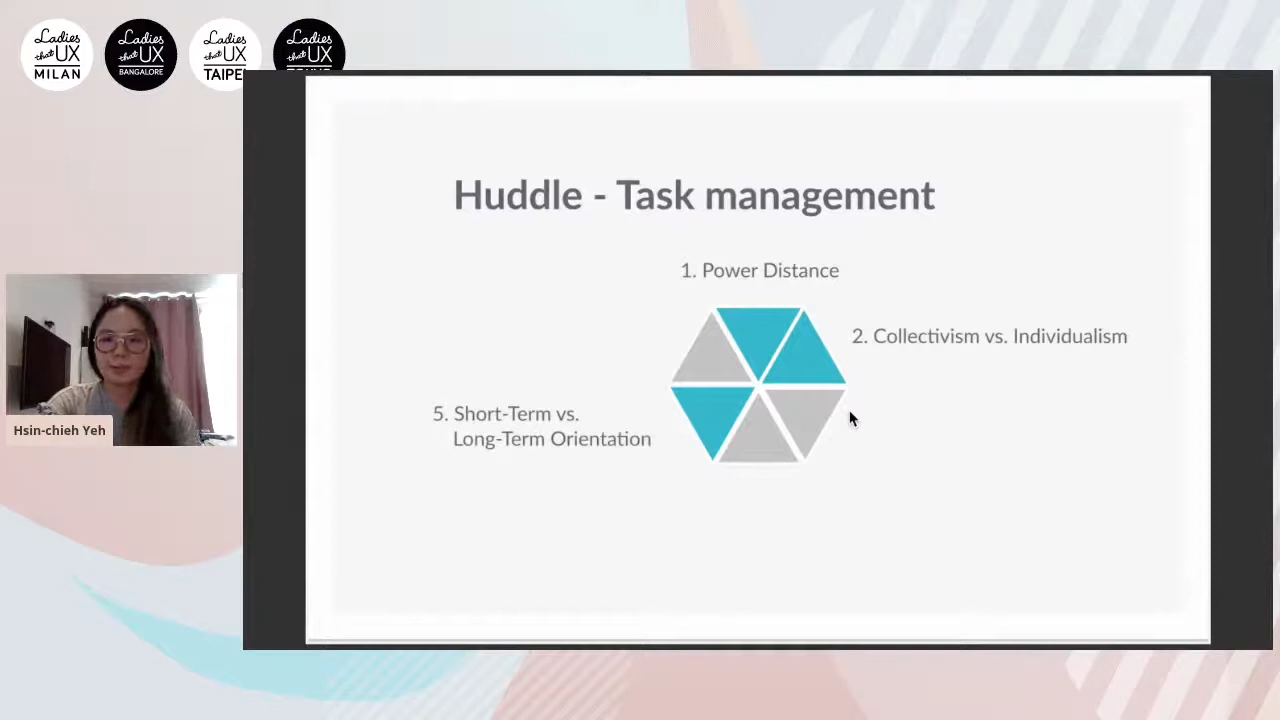 Ladies
that UX
MILAN
Ladies
that UX
BANGALORE
Ladies
that UX
TAIPE
Ladies
that UX
Huddle - Task management
1. Power Distance
2. Collectivism vs. Individualism
5. Short-Term vs.
Long-Term Orientation
Hsin-chieh Yeh